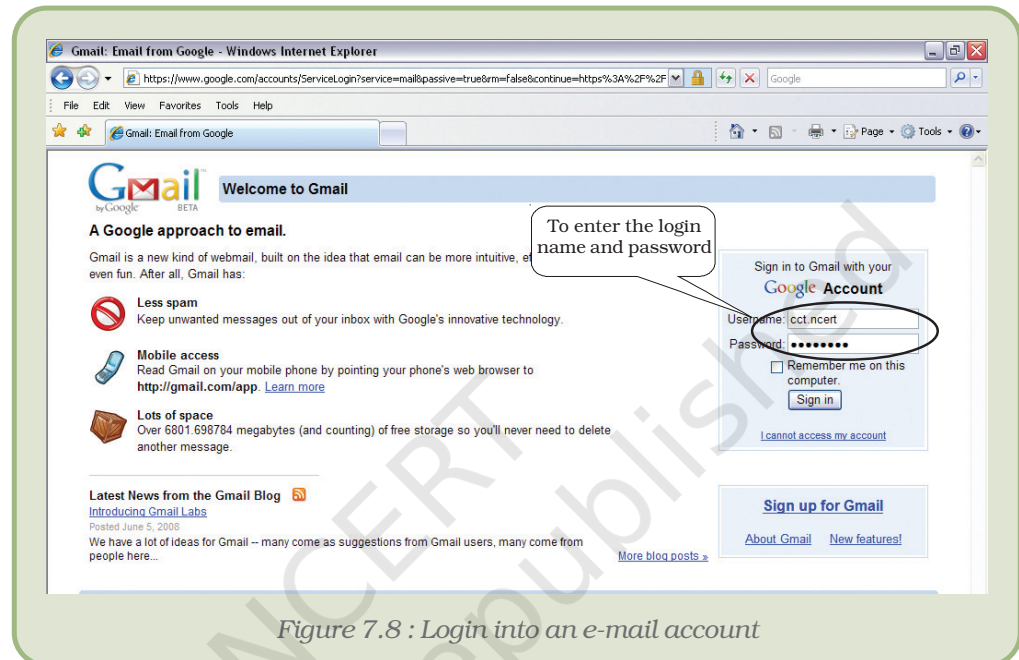 Gmail: Email from Google - Windows Internet Explorer
https://www.google.com/accounts/ServiceLogin?service=mail&passive=true&rm=false&continue=https%3A%2F%2F
Google
File Edit View Favorites Tools Help
Gmail: Email from Google
Page Tools
Gmail
by Google BETA
Welcome to Gmail
A Google approach to email.
Gmail is a new kind of webmail, built on the idea that email can be more intuitive, ef
even fun. After all, Gmail has:
Less spam
Keep unwanted messages out of your inbox with Google's innovative technology.
Mobile access
Read Gmail on your mobile phone by pointing your phone's web browser to
http://gmail.com/app. Learn more
Lots of space
Over 6801.698784 megabytes (and counting) of free storage so you'll never need to delete
another message.
Latest News from the Gmail Blog
Introducing Gmail Labs
Posted June 5, 2008
We have a lot of ideas for Gmail -- many come as suggestions from Gmail users, many come from
people here...
More blog posts »
To enter the login
name and password
Sign in to Gmail with your
Google Account
Username: cct.ncert
Password: ••••••••
Remember me on this
computer.
Sign in
I cannot access my account
Sign up for Gmail
About Gmail New features!
NCERT
Figure 7.8 : Login into an e-mail account